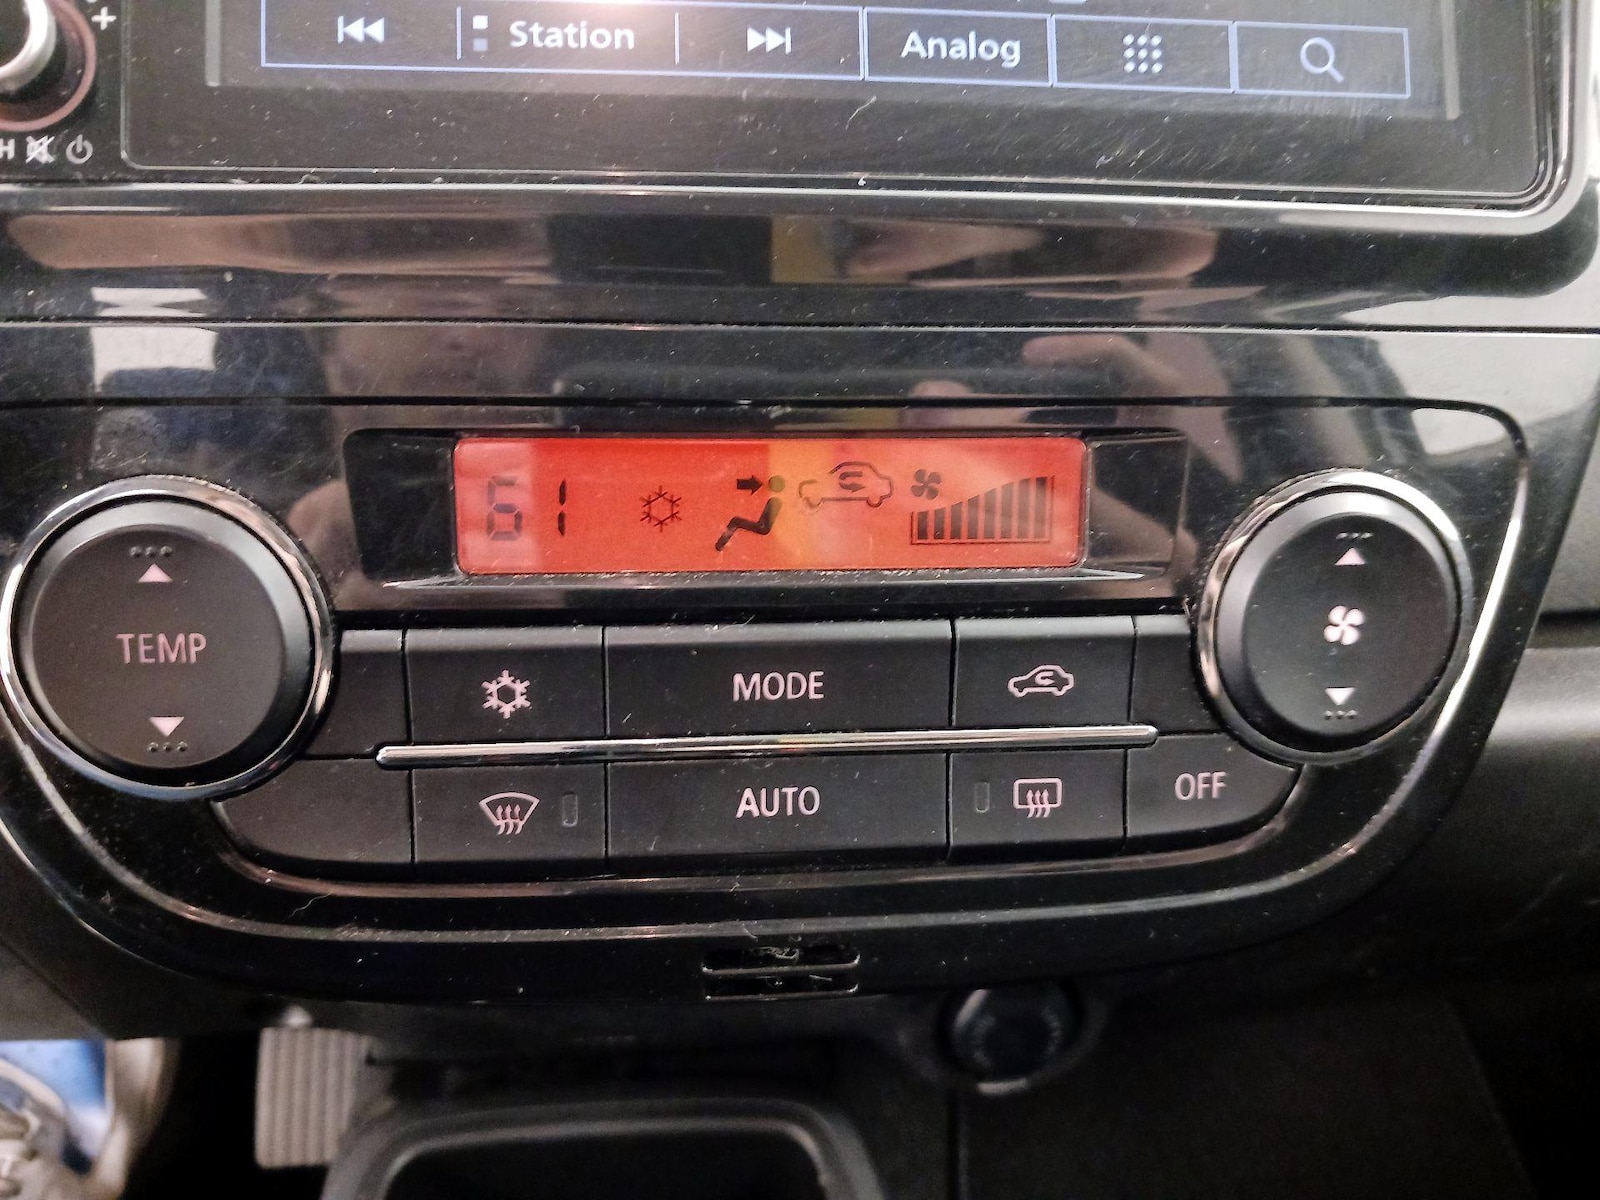 Station
Analog
H
61
TEMP
MODE
AUTO
OFF